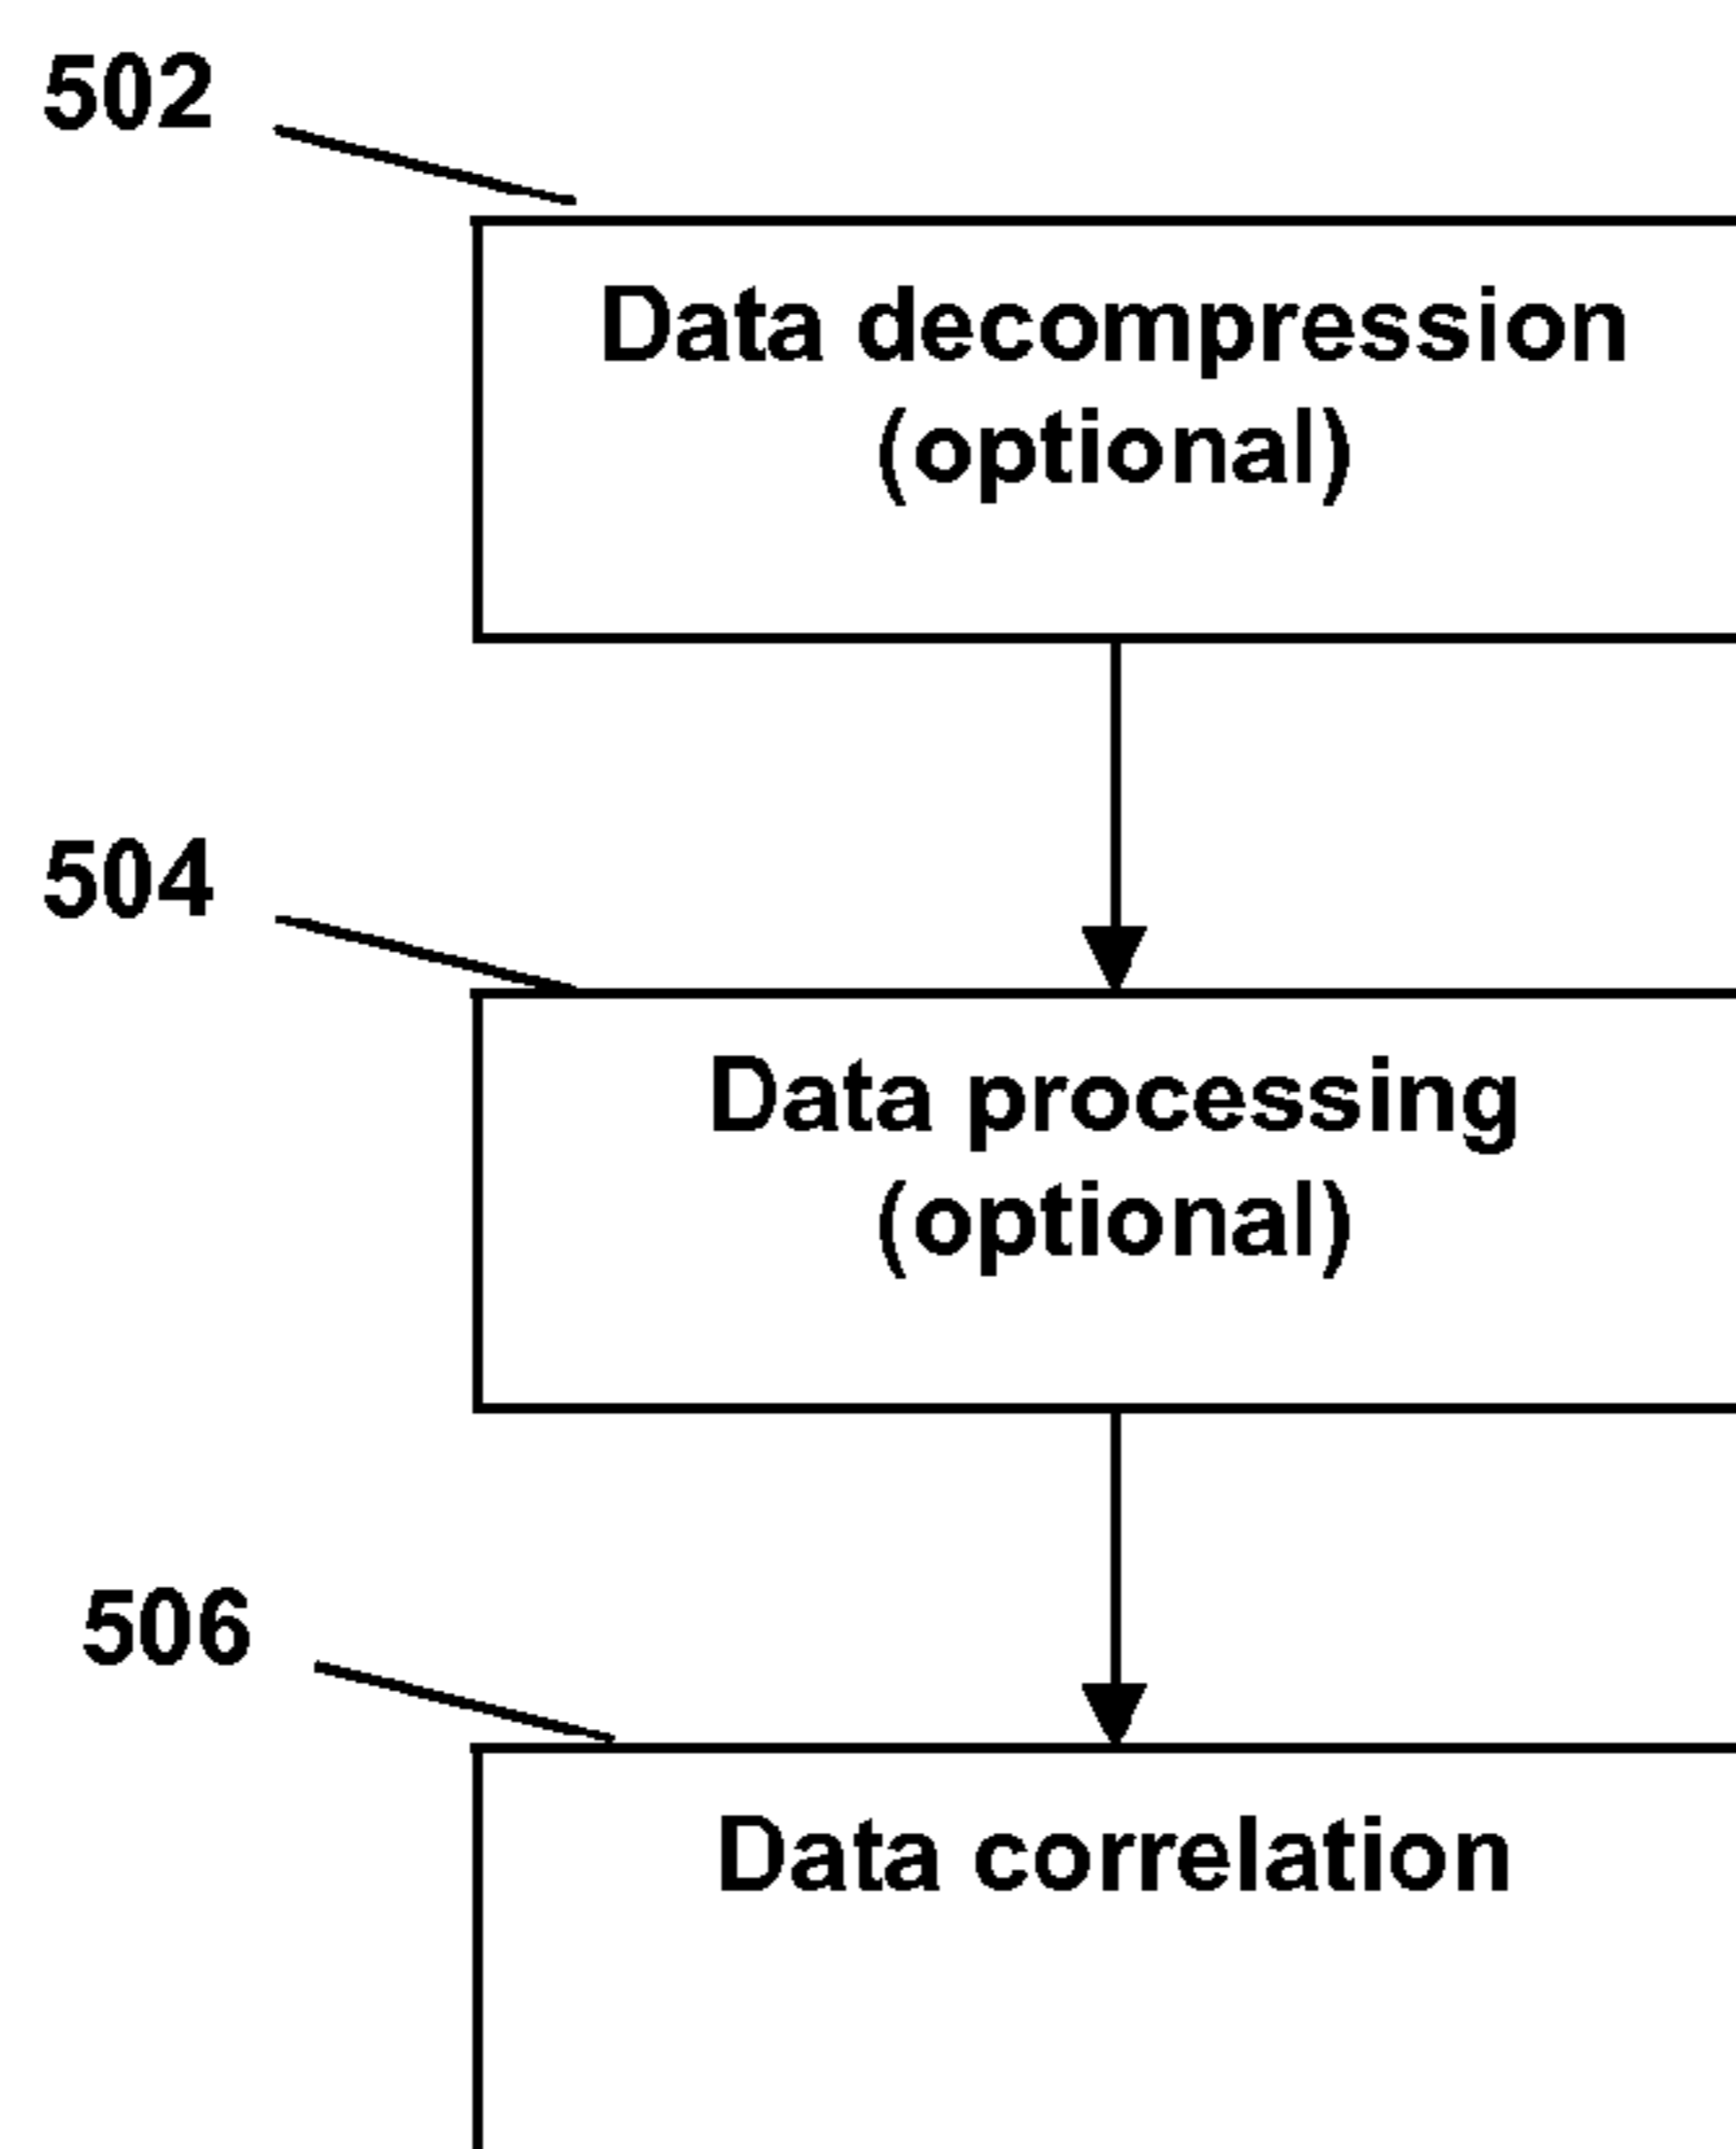 502
Data decompression
(optional)
504
Data processing
(optional)
506
Data correlation